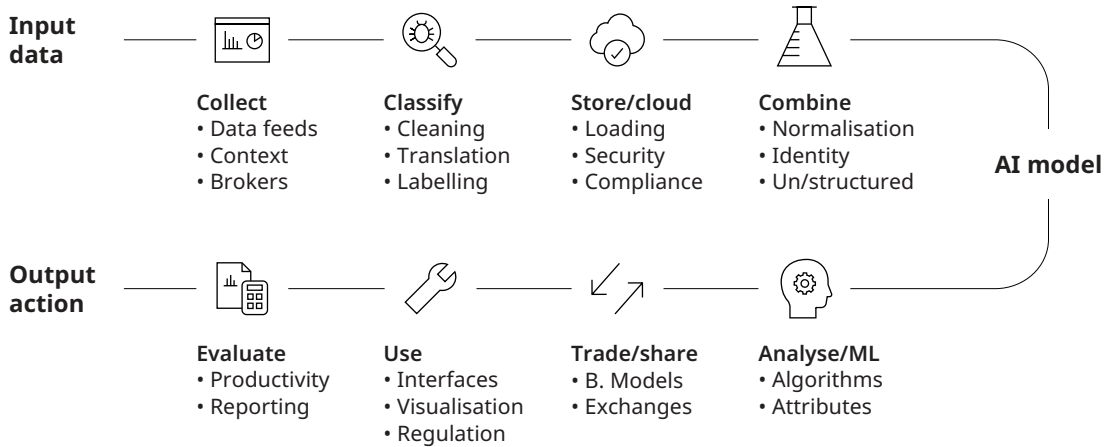 Input
data
Collect
• Data feeds
• Context
• Brokers
Classify
• Cleaning
• Translation
• Labelling
Store/cloud
• Loading
• Security
• Compliance
Combine
• Normalisation
• Identity
• Un/structured
AI model
Output
action
Evaluate
• Productivity
• Reporting
Use
• Interfaces
• Visualisation
• Regulation
Trade/share
• B. Models
• Exchanges
Analyse/ML
• Algorithms
• Attributes